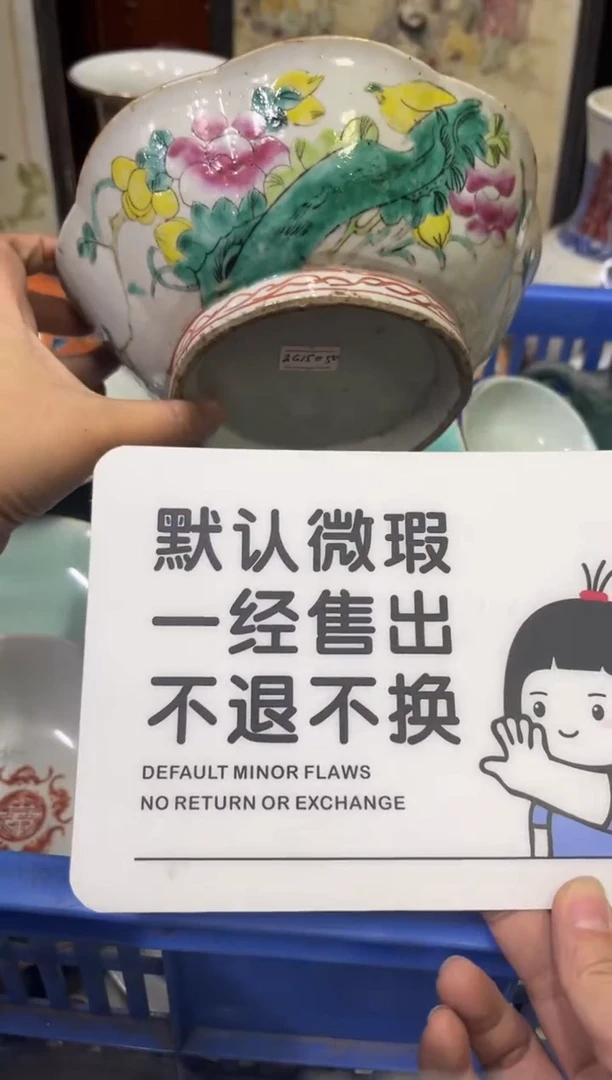 默认微瑕
一经售出
不退不换
DEFAULT MINOR FLAWS
NO RETURN OR EXCHANGE